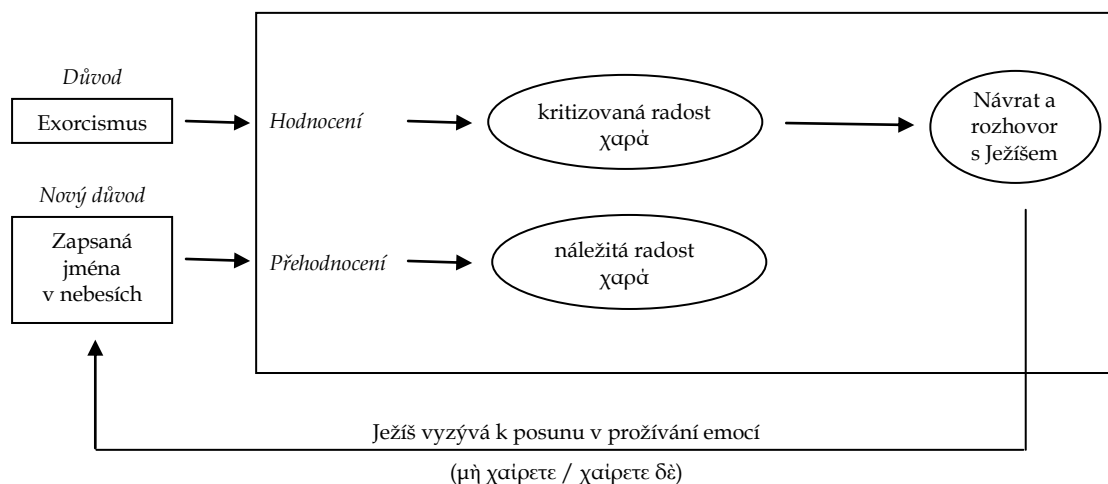 Důvod
Exorcismus
Hodnocení
kritizovaná radost
χαρά
Návrat a
rozhovor
s Ježíšem
Nový důvod
Zapsaná
jména
v nebesích
Přehodnocení
náležitá radost
χαρά
Ježíš vyzývá k posunu v prožívání emocí
(μὴ χαίρετε / χαίρετε δὲ)